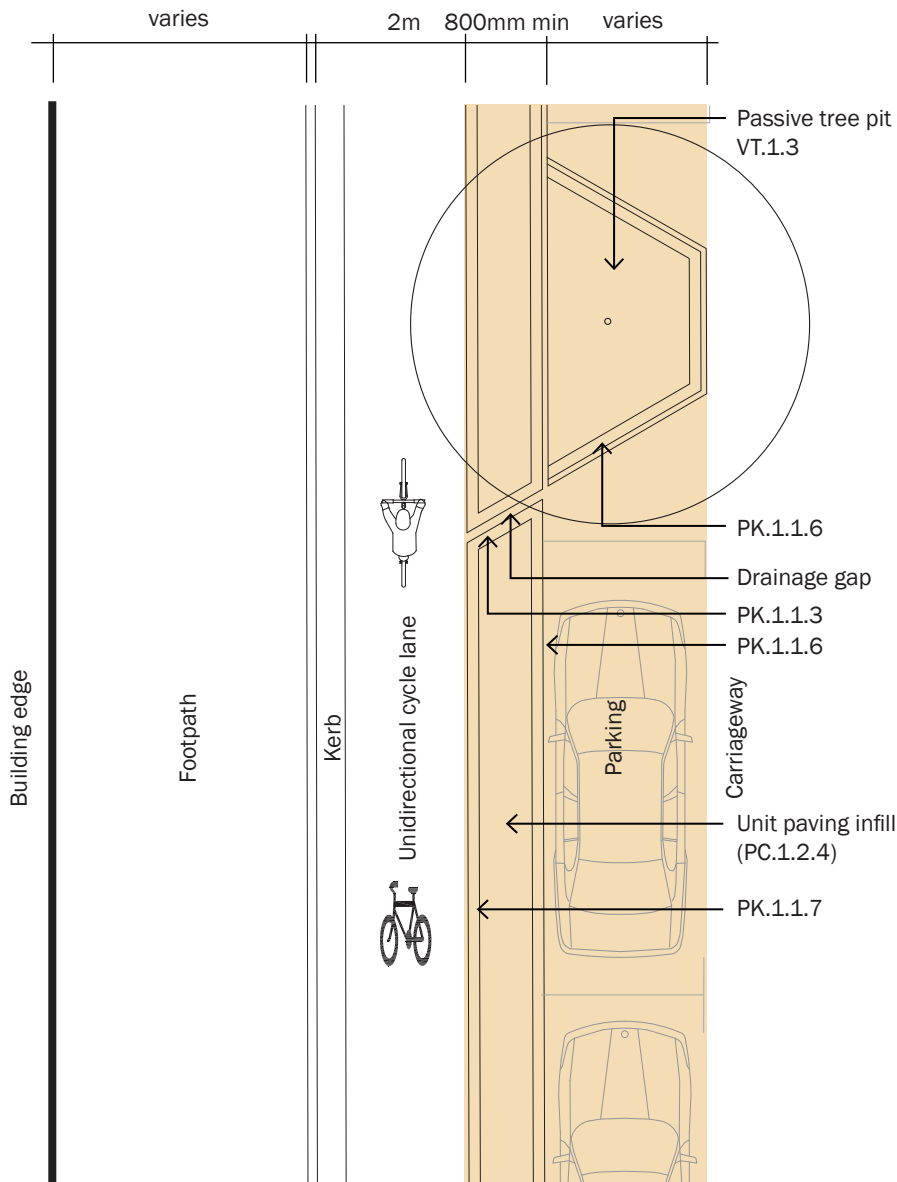 varies
2m
800mm min
varies
Passive tree pit
VT.1.3
PK.1.1.6
Drainage gap
PK.1.1.3
PK.1.1.6
Building edge
Footpath
Kerb
Unidirectional cycle lane
Parking
Carriageway
Unit paving infill
(PC.1.2.4)
PK.1.1.7